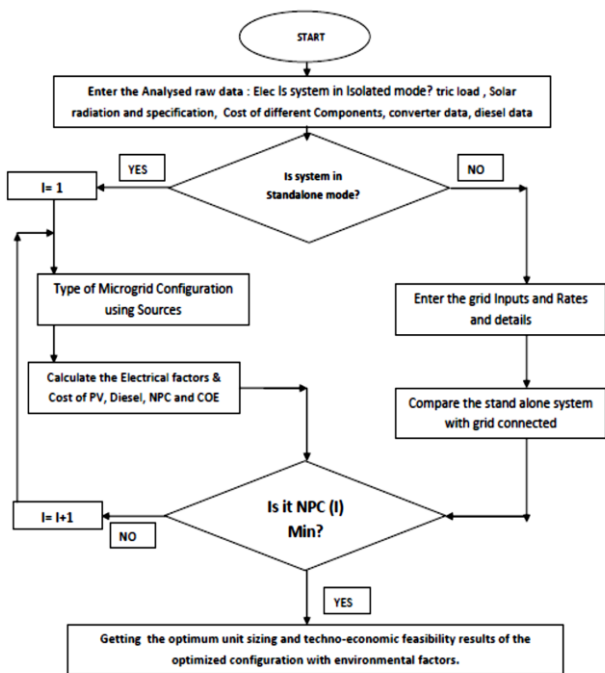 START
Enter the Analysed raw data : Elec Is system in Isolated mode? tric load , Solar
radiation and specification, Cost of different Components, converter data, diesel data
YES
NO
Is system in
Standalone mode?
I= 1
Type of Microgrid Configuration
using Sources
Enter the grid Inputs and Rates
and details
Calculate the Electrical factors &
Cost of PV, Diesel, NPC and COE
Compare the stand alone system
with grid connected
Is it NPC (I)
Min?
I= I+1
NO
YES
Getting the optimum unit sizing and techno-economic feasibility results of the
optimized configuration with environmental factors.